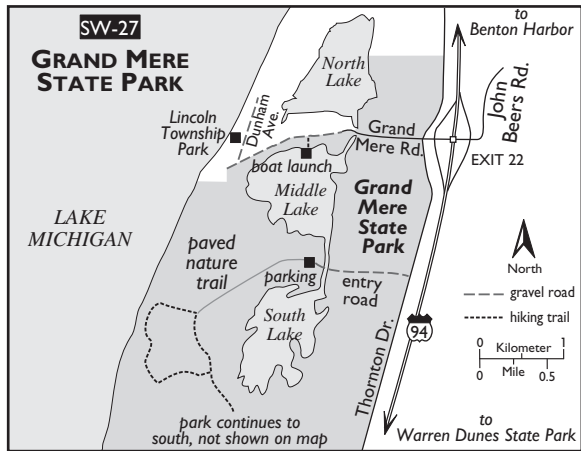 SW-27
GRAND MERE
STATE PARK
to
Benton Harbor
North
Lake
John
Beers Rd.
Lincoln
Township
Park
Dunham
Ave.
Grand
Mere Rd.
EXIT 22
boat launch
Middle
Lake
Grand
Mere
State
Park
LAKE
MICHIGAN
paved
nature
trail
parking
entry
road
South
Lake
Thornton Dr.
94
North
gravel road
hiking trail
0 Kilometer 1
0 Mile 0.5
park continues to
south, not shown on map
to
Warren Dunes State Park